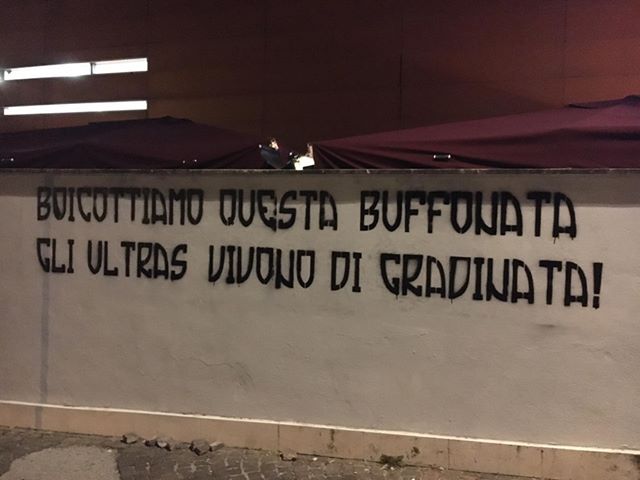 BOICOTTIAMO QUESTA BUFFONATA
GLI ULTRAS VIVONO DI GRADINATA!